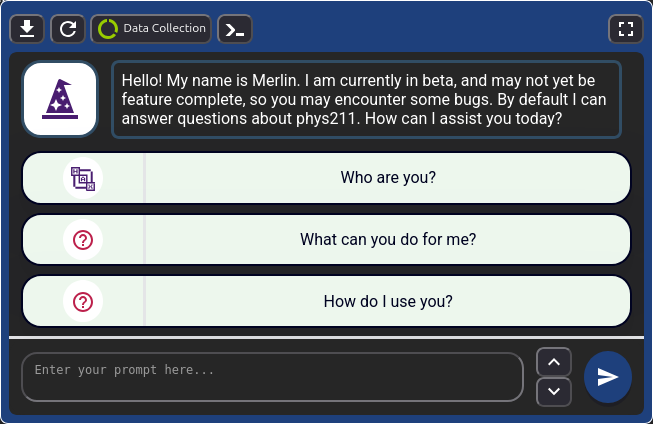 Data Collection
Hello! My name is Merlin. I am currently in beta, and may not yet be
feature complete, so you may encounter some bugs. By default I can
answer questions about phys211. How can I assist you today?
Who are you?
What can you do for me?
How do I use you?
Enter your prompt here...